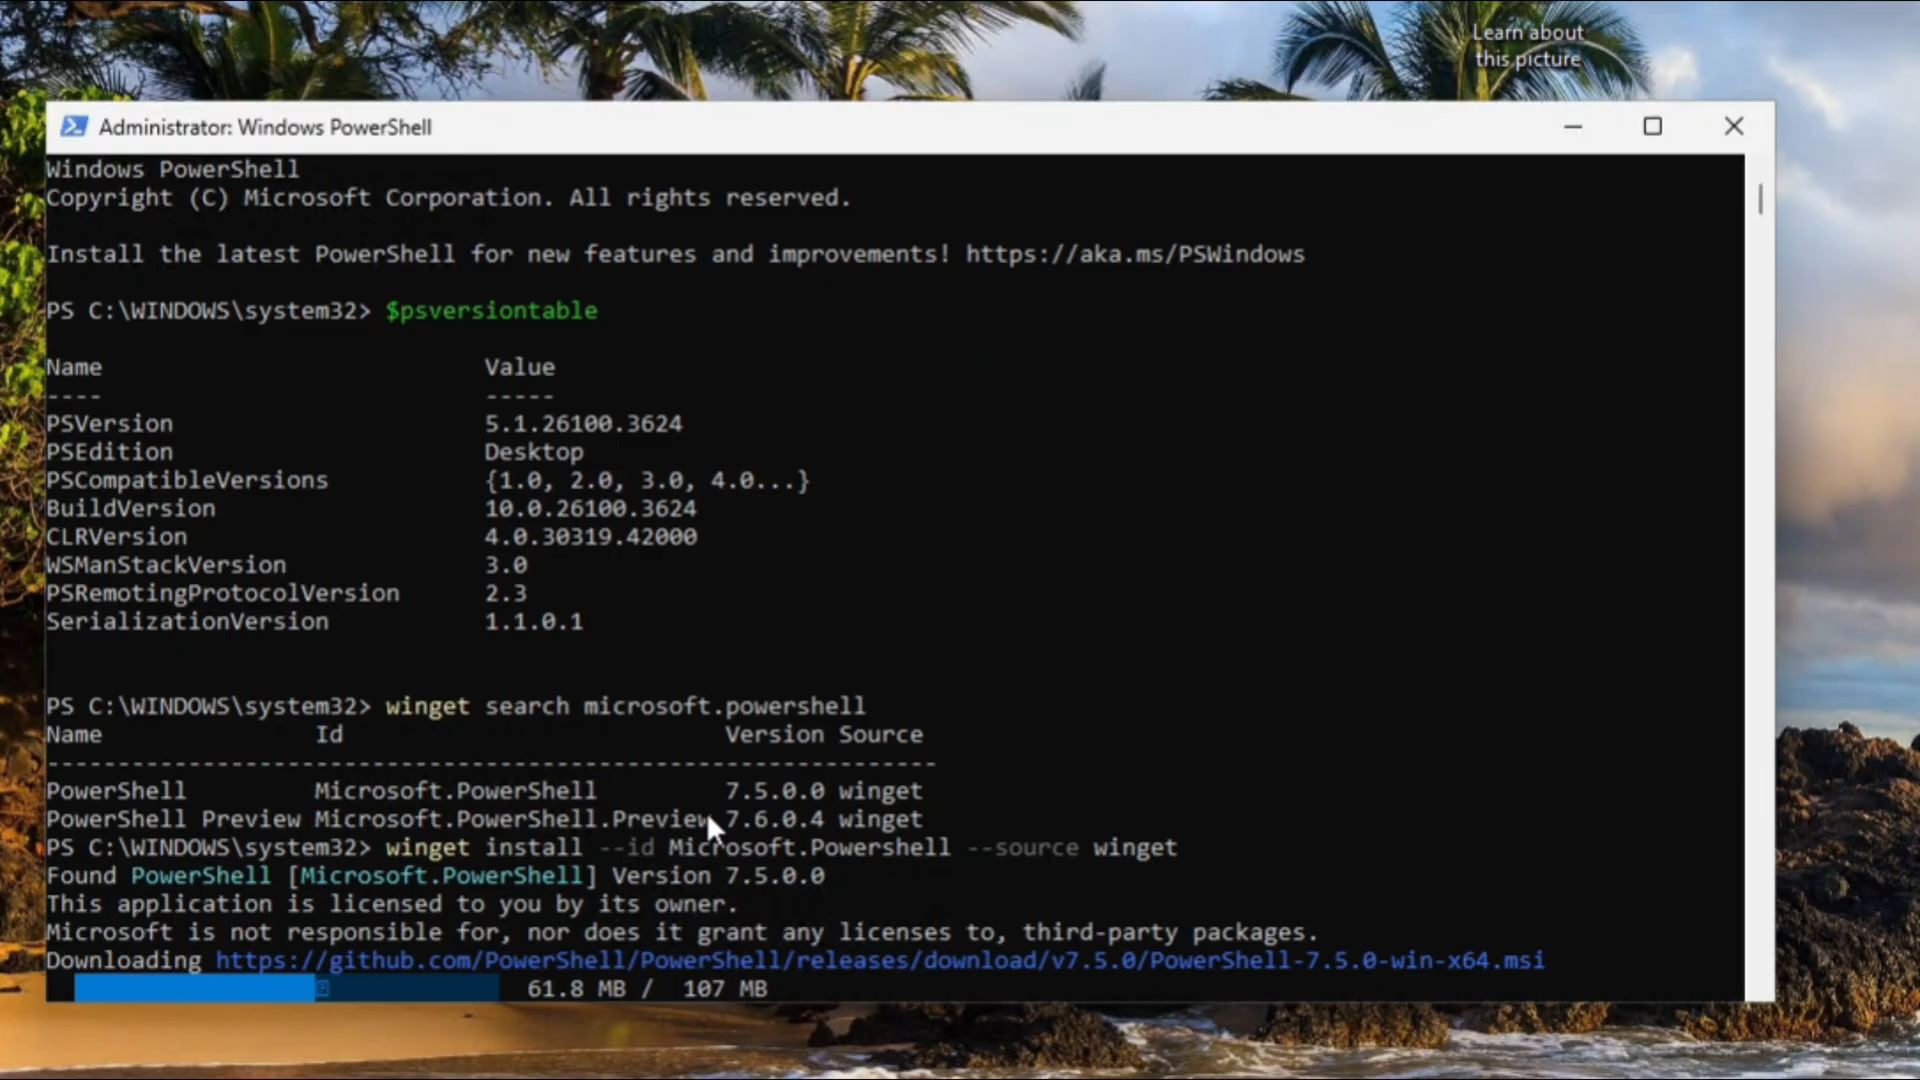 Learn about
this picture
Administrator: Windows PowerShell
Windows PowerShell
Copyright (C) Microsoft Corporation. All rights reserved.
Install the latest PowerShell for new features and improvements! https://aka.ms/PSWindows
PS C:\WINDOWS\system32> $psversiontable
Name Value
---- -----
PSVersion 5.1.26100.3624
PSEdition Desktop
PSCompatibleVersions {1.0, 2.0, 3.0, 4.0...}
BuildVersion 10.0.26100.3624
CLRVersion 4.0.30319.42000
WSManStackVersion 3.0
PSRemotingProtocolVersion 2.3
SerializationVersion 1.1.0.1
PS C:\WINDOWS\system32> winget search microsoft.powershell
Name Id Version Source
---------------------------------------------------------------
PowerShell Microsoft.PowerShell 7.5.0.0 winget
PowerShell Preview Microsoft.PowerShell.Preview 7.6.0.4 winget
PS C:\WINDOWS\system32> winget install --id Microsoft.Powershell --source winget
Found PowerShell [Microsoft.PowerShell] Version 7.5.0.0
This application is licensed to you by its owner.
Microsoft is not responsible for, nor does it grant any licenses to, third-party packages.
Downloading https://github.com/PowerShell/PowerShell/releases/download/v7.5.0/PowerShell-7.5.0-win-x64.msi
61.8 MB / 107 MB